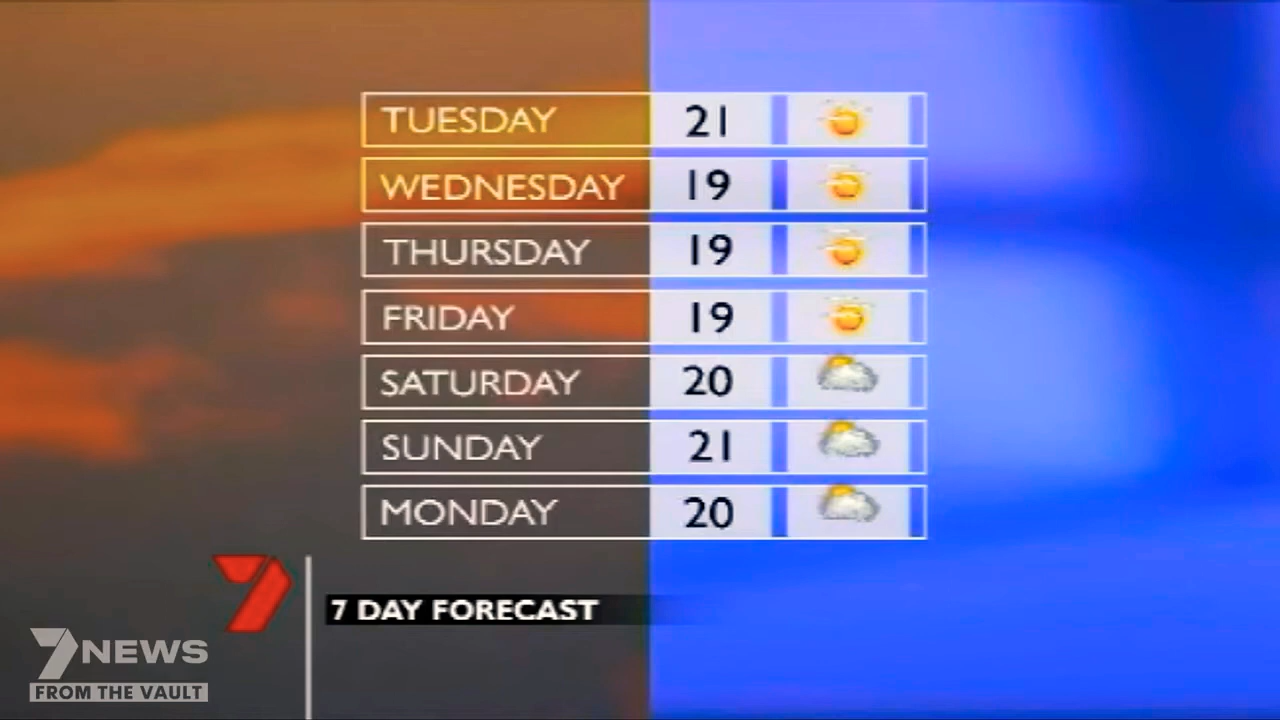 TUESDAY 21
WEDNESDAY 19
THURSDAY 19
FRIDAY 19
SATURDAY 20
SUNDAY 21
MONDAY 20
7 7 DAY FORECAST
7NEWS
FROM THE VAULT